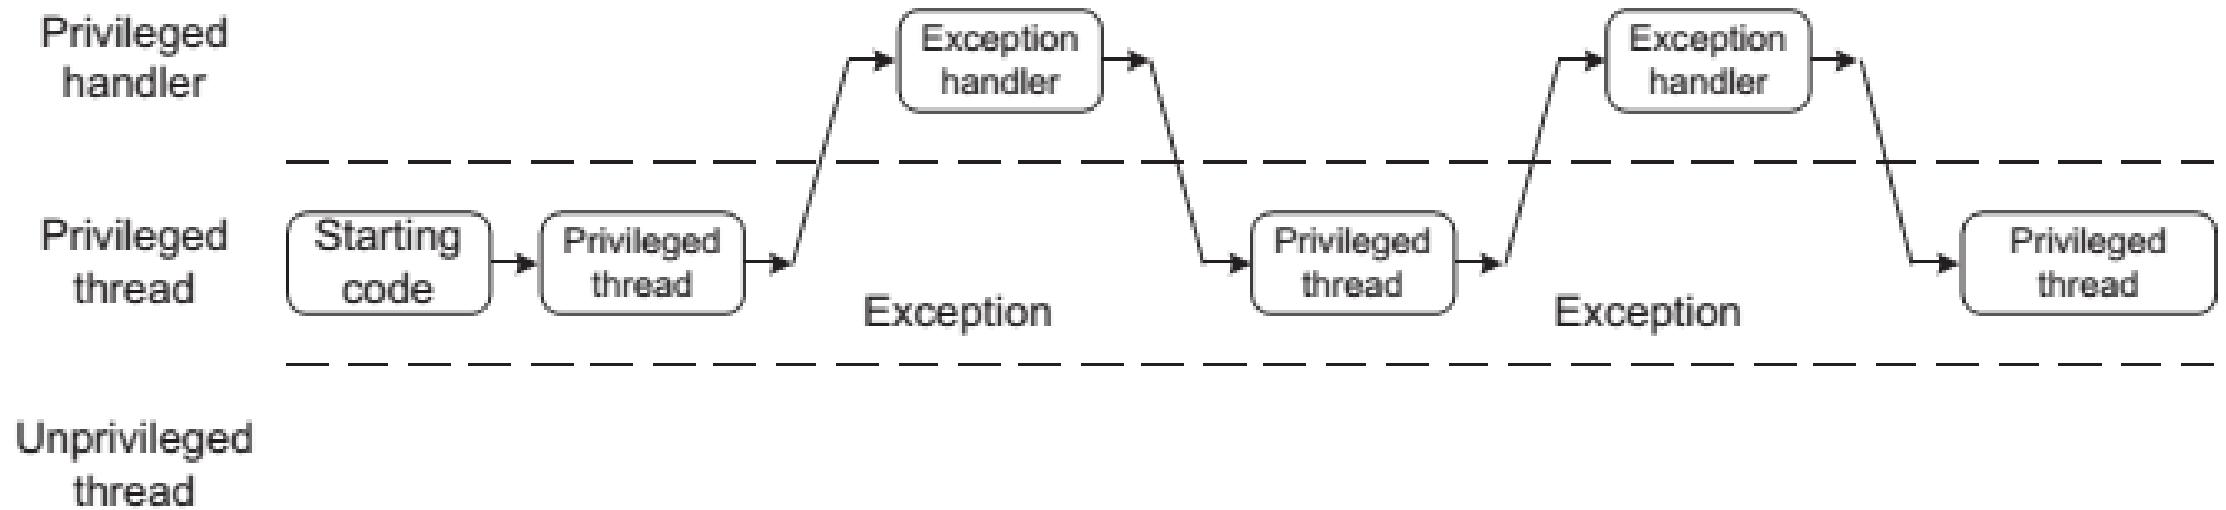 Privileged
handler
Exception
handler
Exception
handler
Privileged
thread
Starting
code
Privileged
thread
Exception
Privileged
thread
Exception
Privileged
thread
Unprivileged
thread